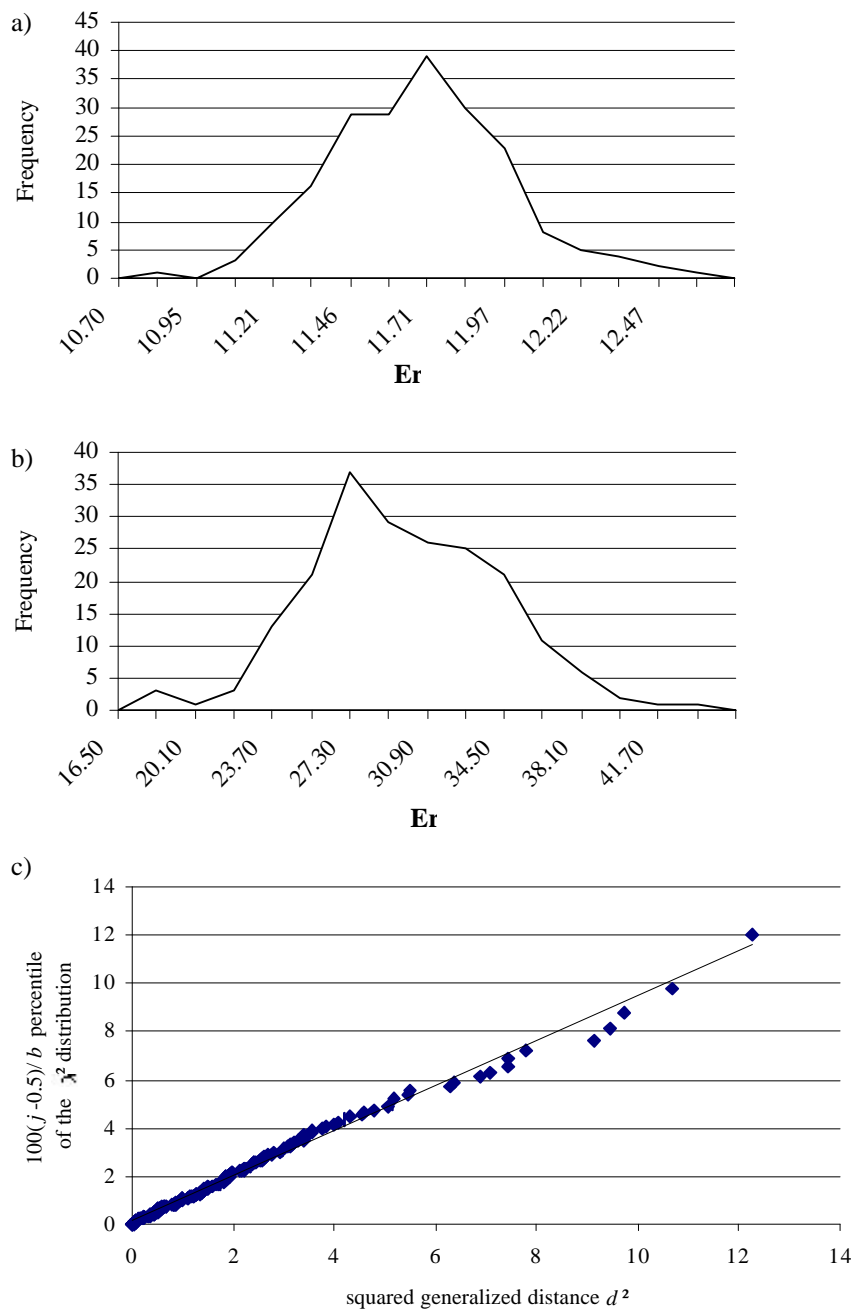 a)
45
40
35
30
25
20
15
10
5
0
Frequency
10.70 10.95 11.21 11.46 11.71 11.97 12.22 12.47
Er
b)
40
35
30
25
20
15
10
5
0
Frequency
16.50 20.10 23.70 27.30 30.90 34.50 38.10 41.70
Er
c)
14
12
10
8
6
4
2
0
100(j-0.5)/b percentile
of the χ² distribution
0 2 4 6 8 10 12 14
squared generalized distance d²